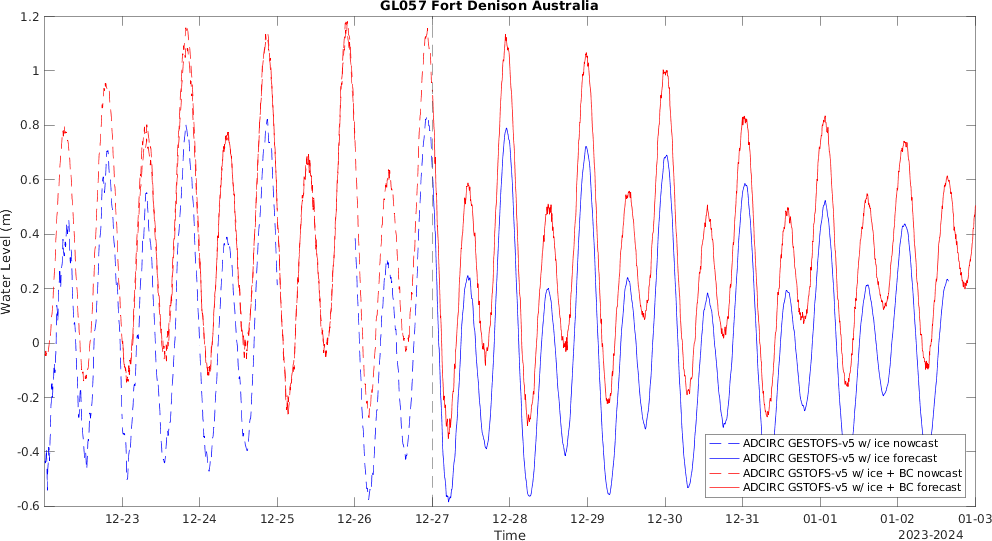 GL057 Fort Denison Australia
1.2
1
0.8
0.6
0.4
0.2
0
-0.2
-0.4
-0.6
Water Level (m)
ADCIRC GESTOFS-v5 w/ ice nowcast
ADCIRC GESTOFS-v5 w/ ice forecast
ADCIRC GSTOFS-v5 w/ ice + BC nowcast
ADCIRC GSTOFS-v5 w/ ice + BC forecast
12-23 12-24 12-25 12-26 12-27 12-28 12-29 12-30 12-31 01-01 01-02 01-03
Time
2023-2024